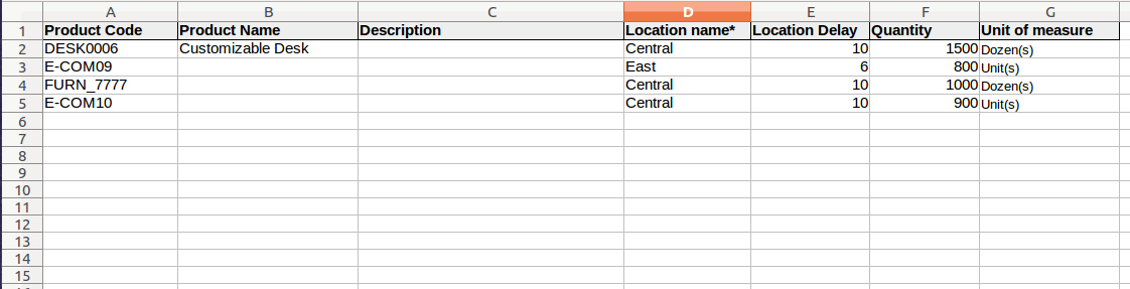 A B C D E F G
1 Product Code Product Name Description Location name* Location Delay Quantity Unit of measure
2 DESK0006 Customizable Desk Central 10 1500 Dozen(s)
3 E-COM09 East 6 800 Unit(s)
4 FURN_7777 Central 10 1000 Dozen(s)
5 E-COM10 Central 10 900 Unit(s)
6
7
8
9
10
11
12
13
14
15